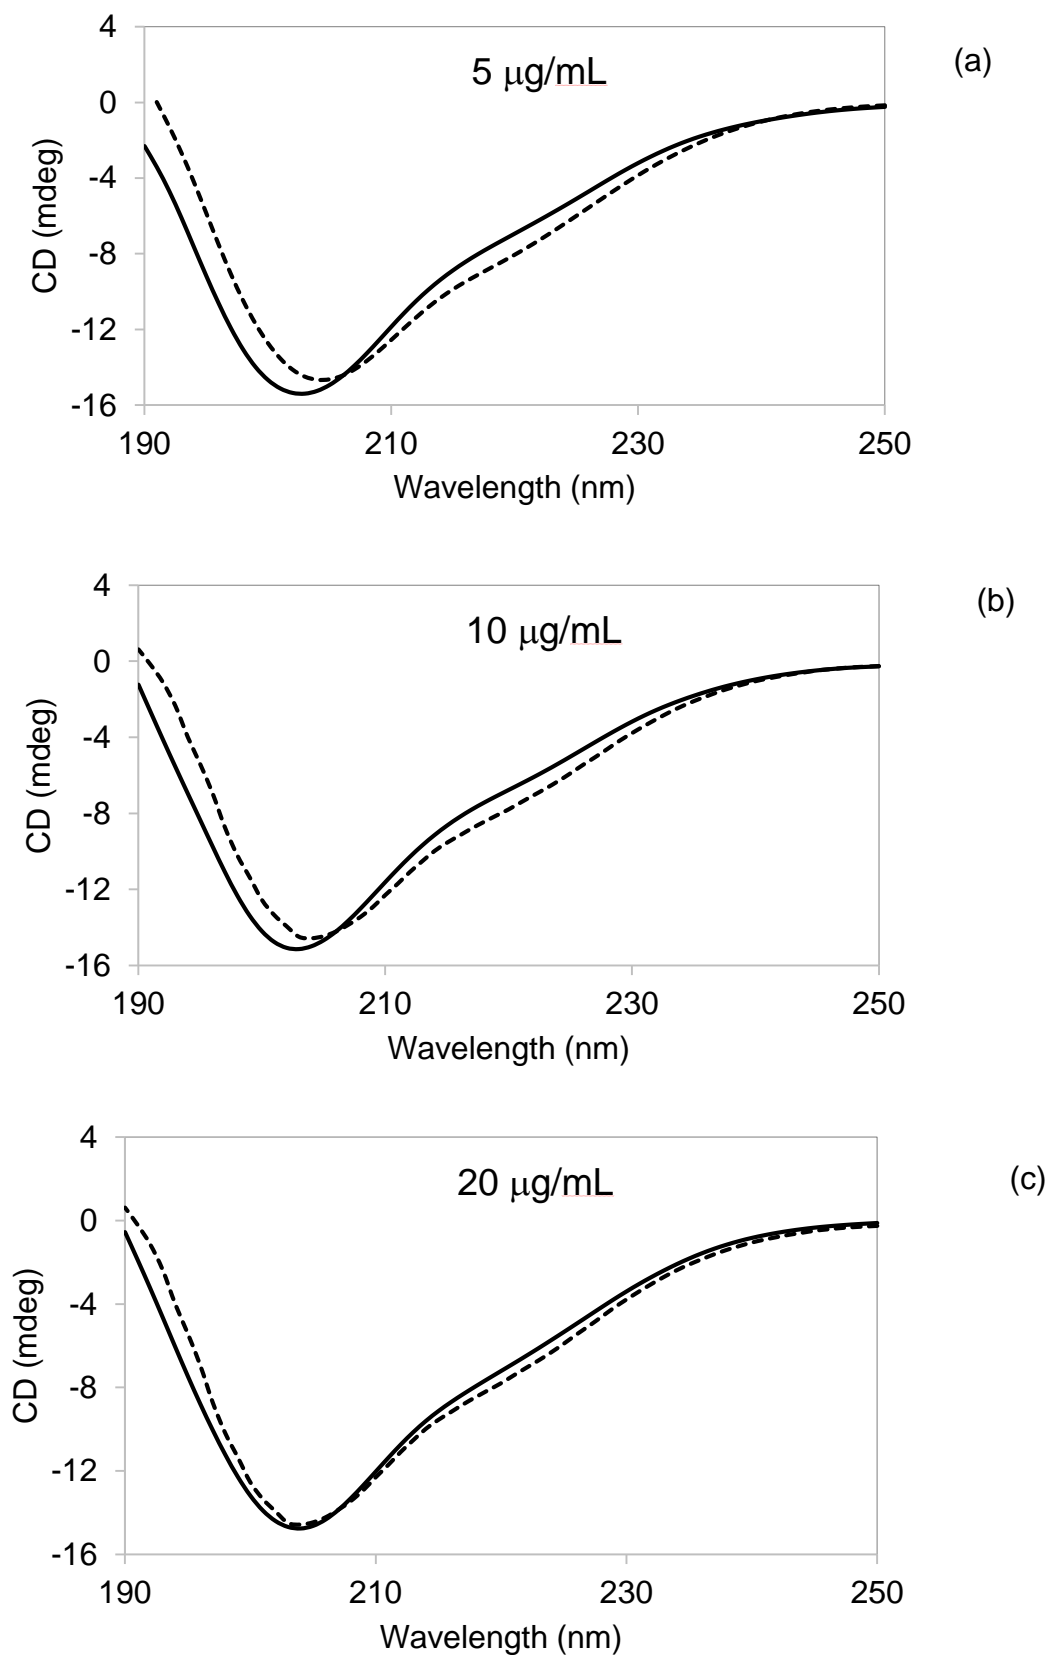 4
5 μg/mL
(a)
0
-4
-8
-12
-16
CD (mdeg)
190
210
230
250
Wavelength (nm)
4
10 μg/mL
(b)
0
-4
-8
-12
-16
CD (mdeg)
190
210
230
250
Wavelength (nm)
4
20 μg/mL
(c)
0
-4
-8
-12
-16
CD (mdeg)
190
210
230
250
Wavelength (nm)